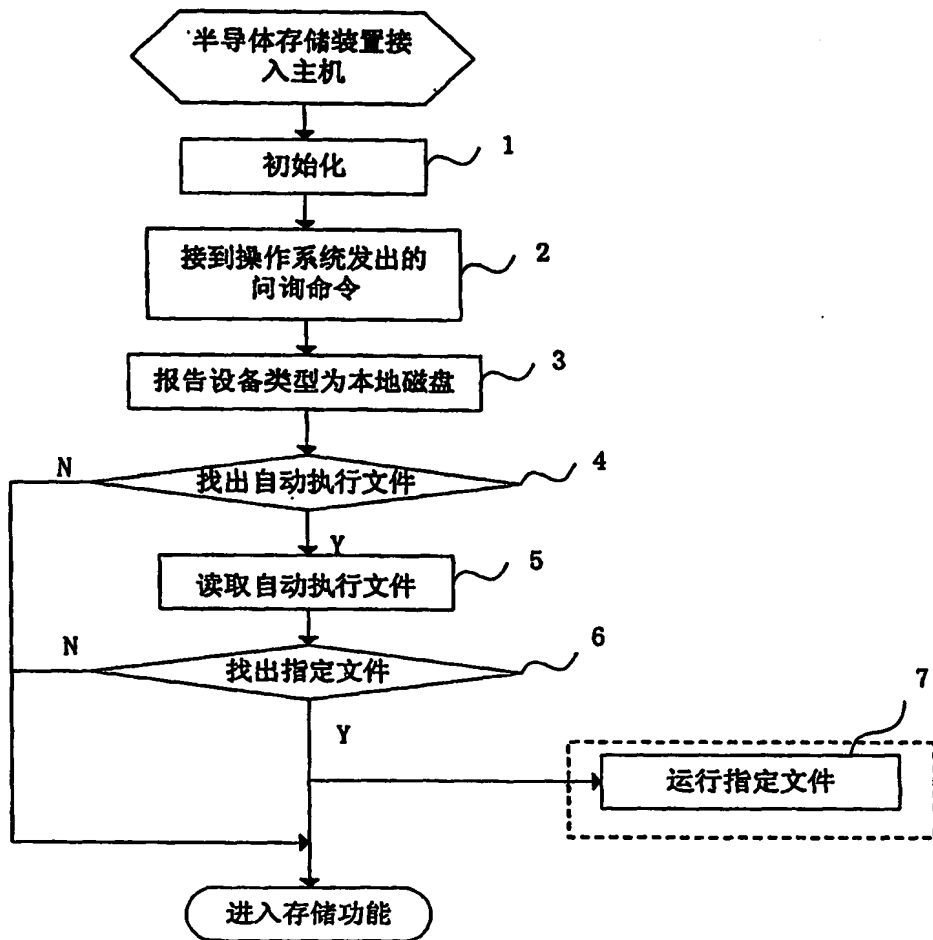 半导体存储装置接
入主机
初始化
1
接到操作系统发出的
问询命令
2
报告设备类型为本地磁盘
3
N
找出自动执行文件
4
Y
读取自动执行文件
5
N
找出指定文件
6
Y
7
运行指定文件
进入存储功能